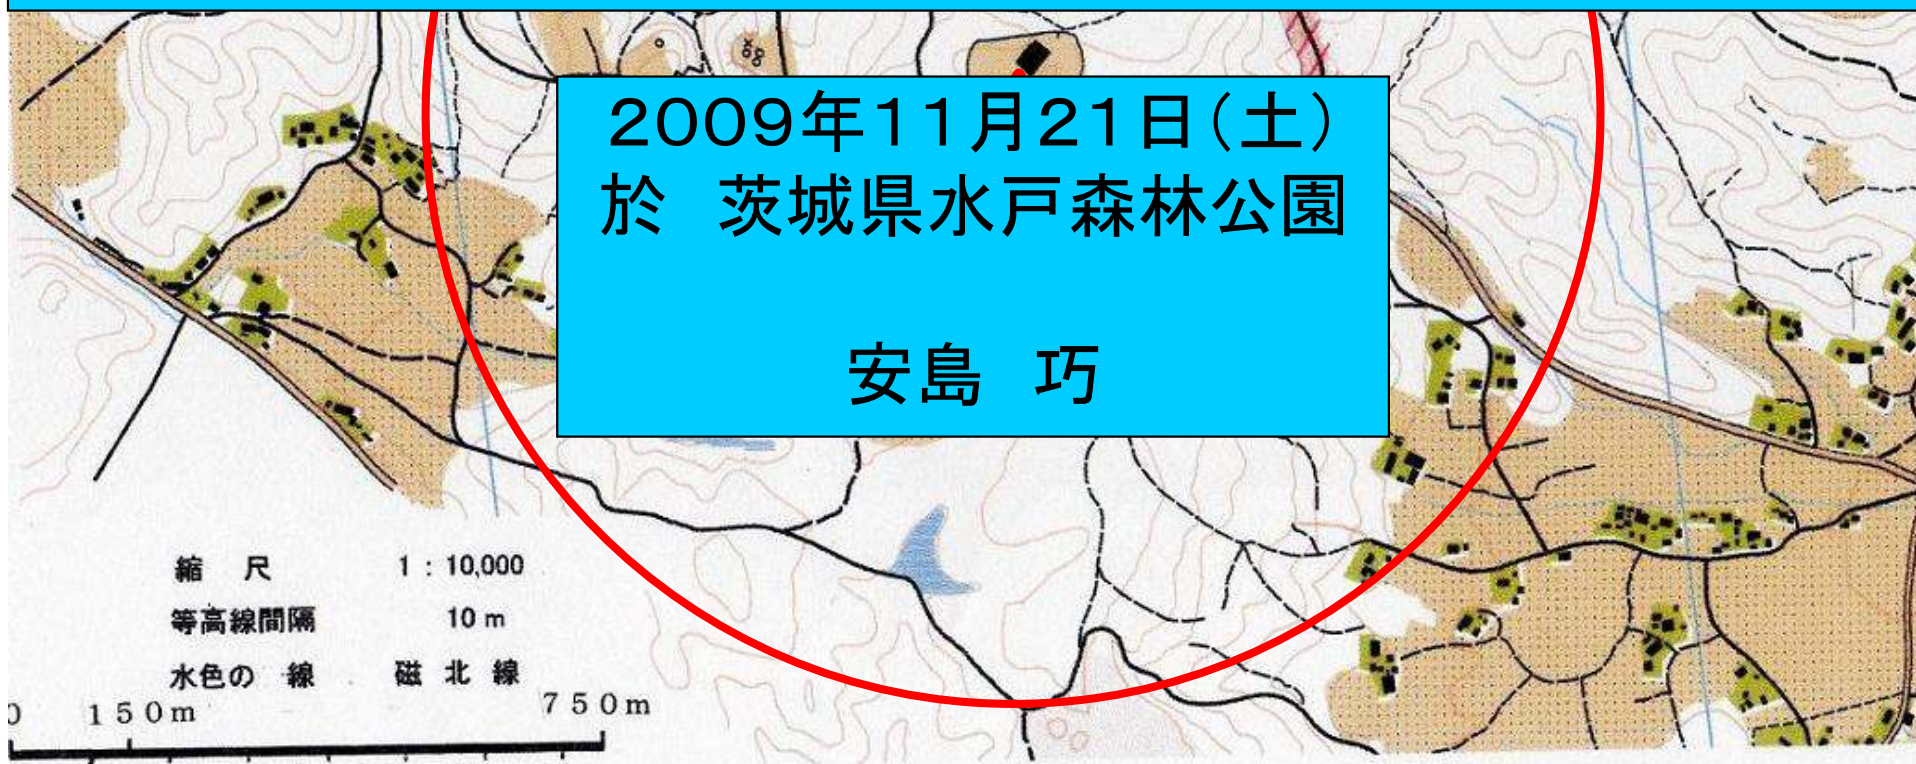 2009年11月21日(土)
於　茨城県水戸森林公園
安島　巧
縮　尺　1:10,000
等高線間隔　10 m
水色の　線　磁　北　線
0　150m　750m